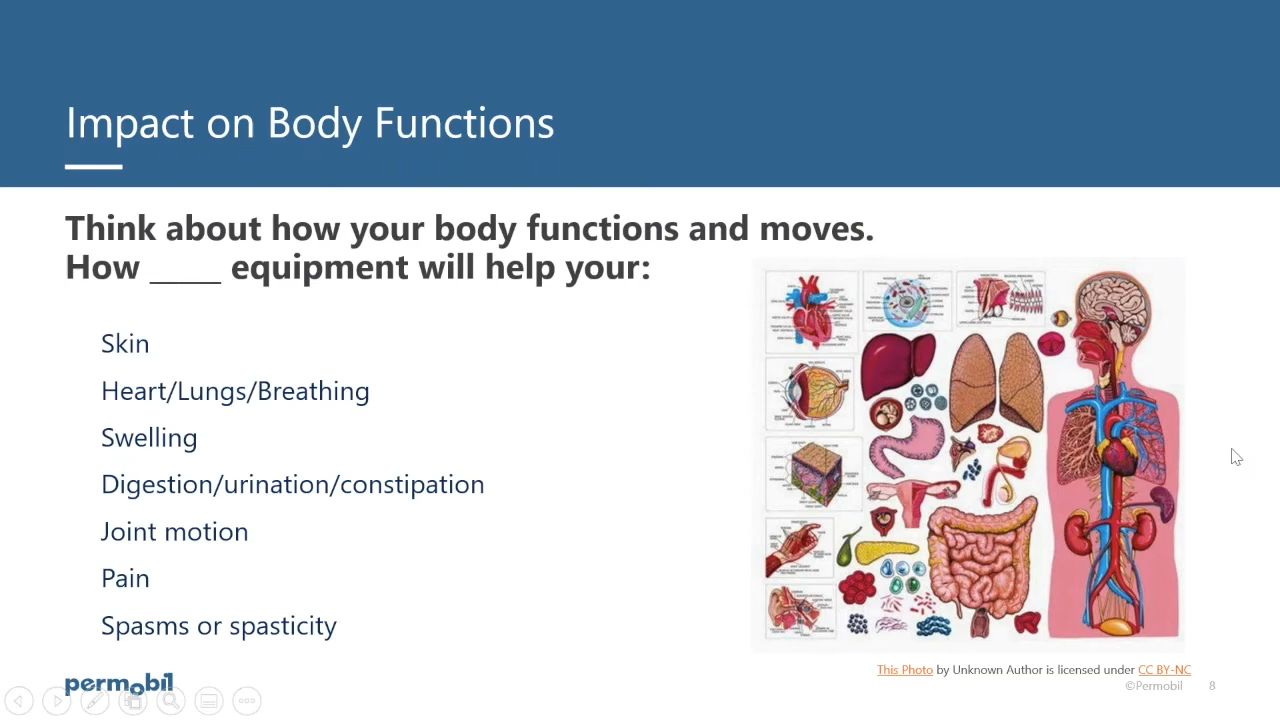 Impact on Body Functions
Think about how your body functions and moves.
How _____ equipment will help your:
Skin
Heart/Lungs/Breathing
Swelling
Digestion/urination/constipation
Joint motion
Pain
Spasms or spasticity
This Photo by Unknown Author is licensed under CC BY-NC
permobil
©Permobil 8